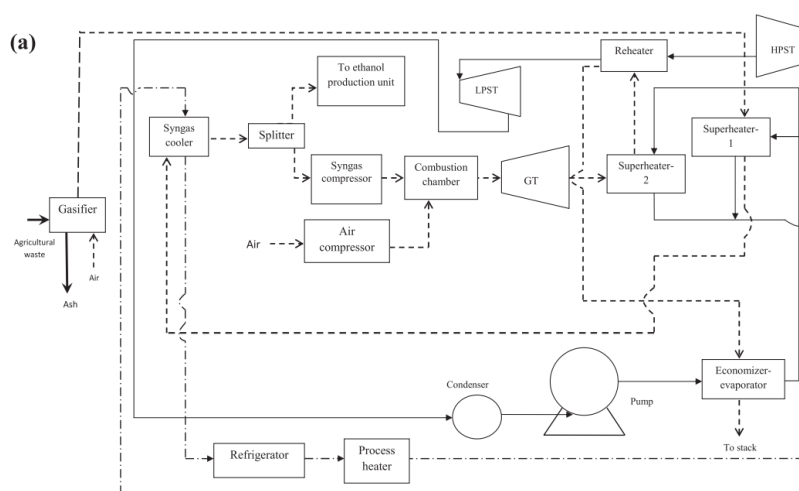 (a)
To ethanol
production unit
Reheater
HPST
LPST
Syngas
cooler
Splitter
Superheater-
1
Syngas
compressor
Combustion
chamber
GT
Superheater-
2
Gasifier
Agricultural
waste
Air
Ash
Air
Air
compressor
Condenser
Pump
Economizer-
evaporator
To stack
Refrigerator
Process
heater